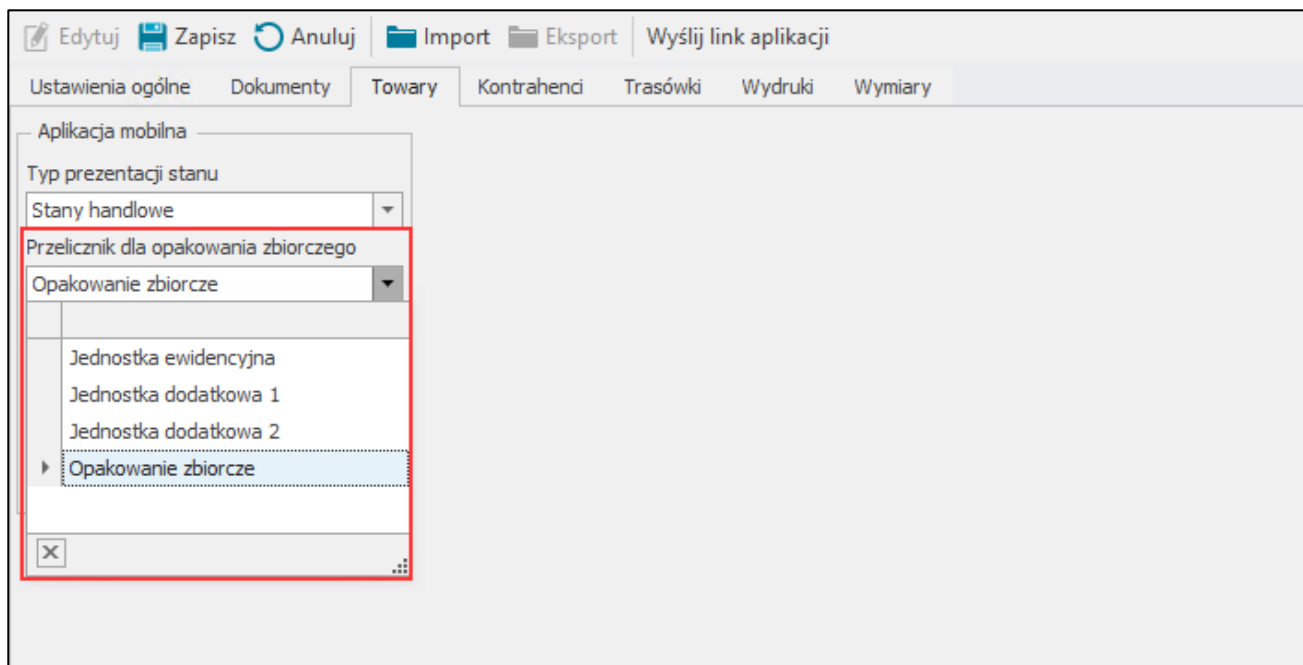 Edytuj Zapisz Anuluj Import Eksport Wyślij link aplikacji
Ustawienia ogólne Dokumenty Towary Kontrahenci Trasówki Wydruki Wymiary
Aplikacja mobilna
Typ prezentacji stanu
Stany handlowe
Przelicznik dla opakowania zbiorczego
Opakowanie zbiorcze
Jednostka ewidencyjna
Jednostka dodatkowa 1
Jednostka dodatkowa 2
Opakowanie zbiorcze